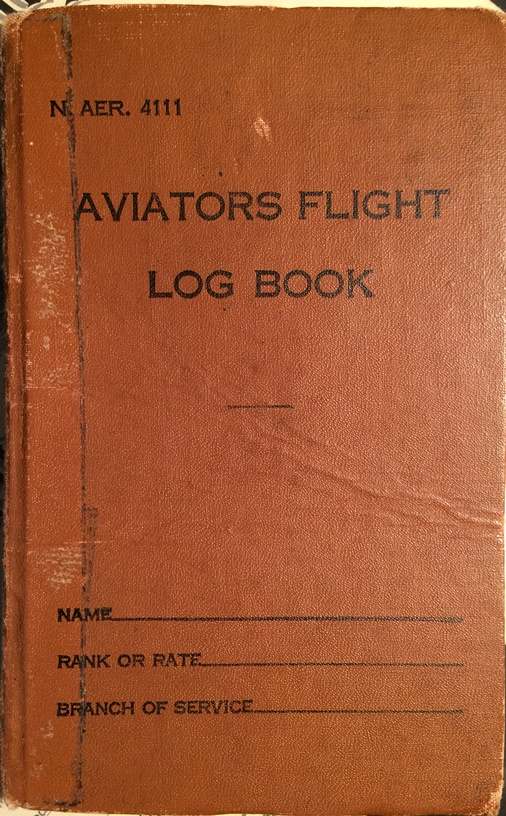 N. AER. 4111
AVIATORS FLIGHT
LOG BOOK
NAME
RANK OR RATE
BRANCH OF SERVICE